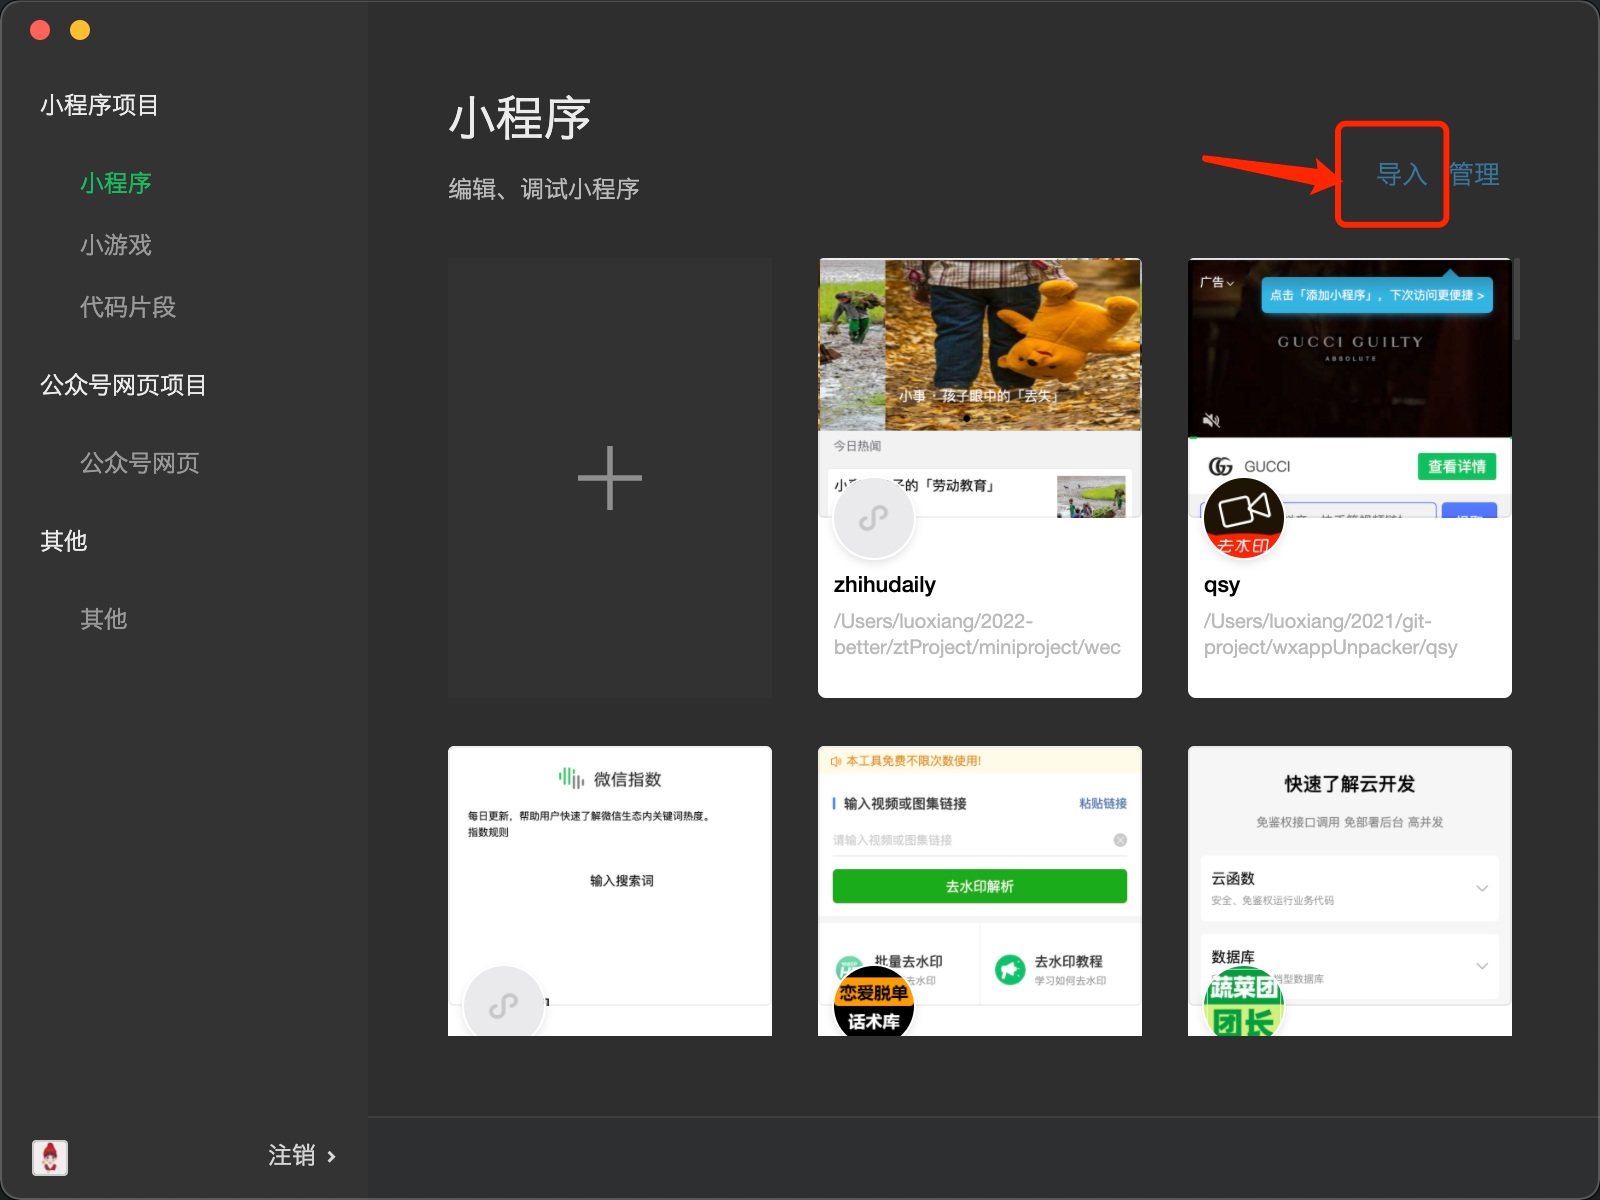 小程序项目
小程序
小游戏
代码片段
公众号网页项目
公众号网页
其他
其他
注销
小程序
编辑、调试小程序
导入
管理
小事 · 孩子眼中的「丢失」
今日热闻
子的「劳动教育」
zhihudaily
/Users/luoxiang/2022-
better/ztProject/miniproject/wec
广告
点击「添加小程序」，下次访问更便捷 >
GUCCI GUILTY
ABSOLUTE
GUCCI
查看详情
去水印
qsy
/Users/luoxiang/2021/git-
project/wxappUnpacker/qsy
微信指数
每日更新，帮助用户快速了解微信生态内关键词热度。
指数规则
输入搜索词
本工具免费不限次数使用!
输入视频或图集链接
粘贴链接
请输入视频或图集链接
去水印解析
批量去水印
去水印
去水印教程
学习如何去水印
恋爱脱单
话术库
快速了解云开发
免鉴权接口调用 免部署后台 高并发
云函数
安全、免鉴权运行业务代码
数据库
档型数据库
蔬菜团
团长